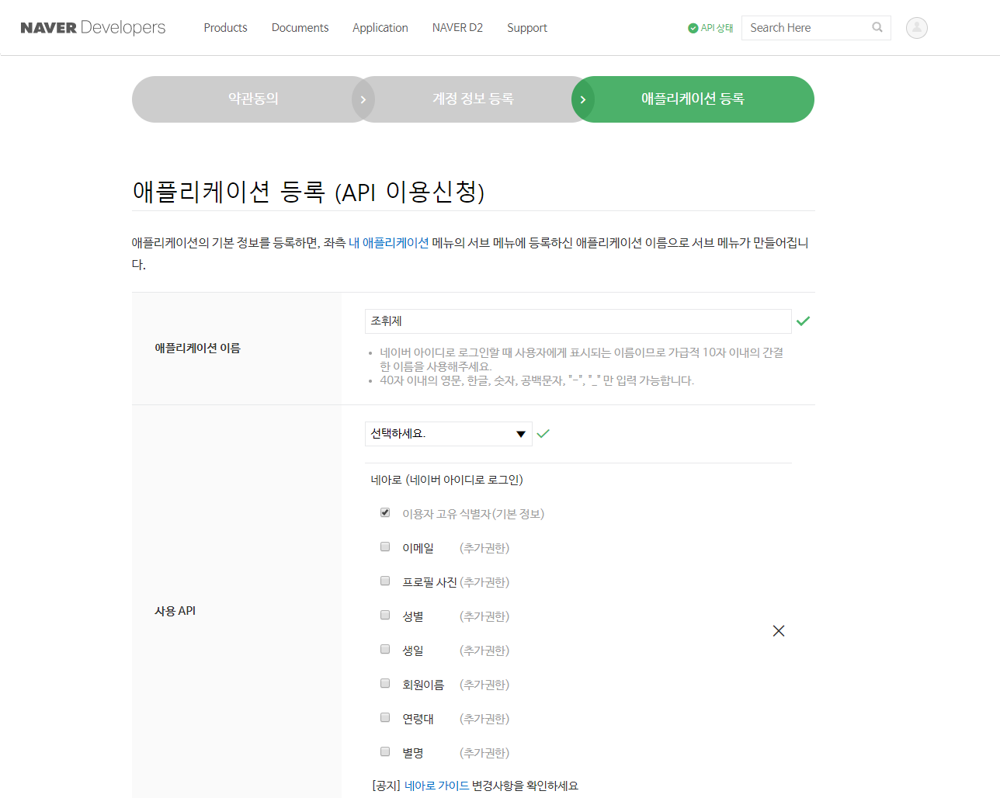 NAVER Developers Products Documents Application NAVER D2 Support API 상태 Search Here
약관동의 계정 정보 등록 애플리케이션 등록
애플리케이션 등록 (API 이용신청)
애플리케이션의 기본 정보를 등록하면, 좌측 내 애플리케이션 메뉴의 서브 메뉴에 등록하신 애플리케이션 이름으로 서브 메뉴가 만들어집니
다.
조휘제
애플리케이션 이름
네이버 아이디로 로그인할 때 사용자에게 표시되는 이름이므로 가급적 10자 이내의 간결
한 이름을 사용해주세요.
40자 이내의 영문, 한글, 숫자, 공백문자, "-", "_" 만 입력 가능합니다.
선택하세요.
네아로 (네이버 아이디로 로그인)
이용자 고유 식별자(기본 정보)
이메일 (추가권한)
프로필 사진 (추가권한)
사용 API
성별 (추가권한)
생일 (추가권한)
회원이름 (추가권한)
연령대 (추가권한)
별명 (추가권한)
[공지] 네아로 가이드 변경사항을 확인하세요